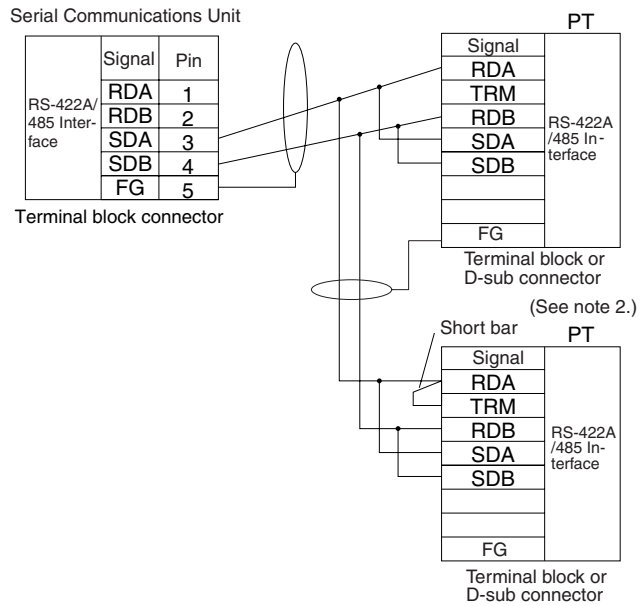 Serial Communications Unit
Signal Pin
RS-422A/
485 Inter-
face
RDA 1
RDB 2
SDA 3
SDB 4
FG 5
Terminal block connector
PT
Signal
RDA
TRM
RDB
SDA
SDB
FG
RS-422A
/485 In-
terface
Terminal block or
D-sub connector
(See note 2.)
Short bar
PT
Signal
RDA
TRM
RDB
SDA
SDB
FG
RS-422A
/485 In-
terface
Terminal block or
D-sub connector